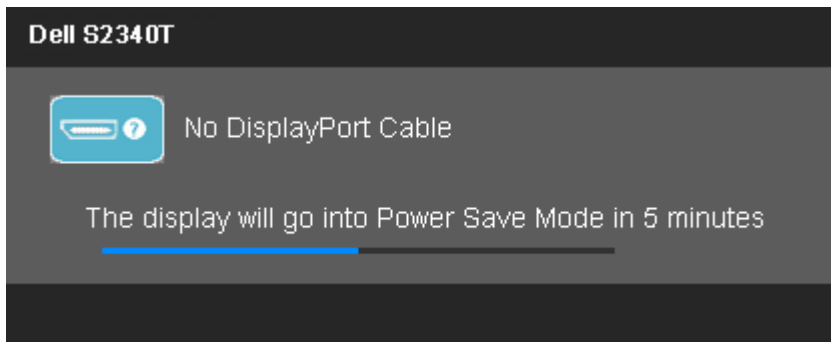 Dell S2340T
No DisplayPort Cable
The display will go into Power Save Mode in 5 minutes